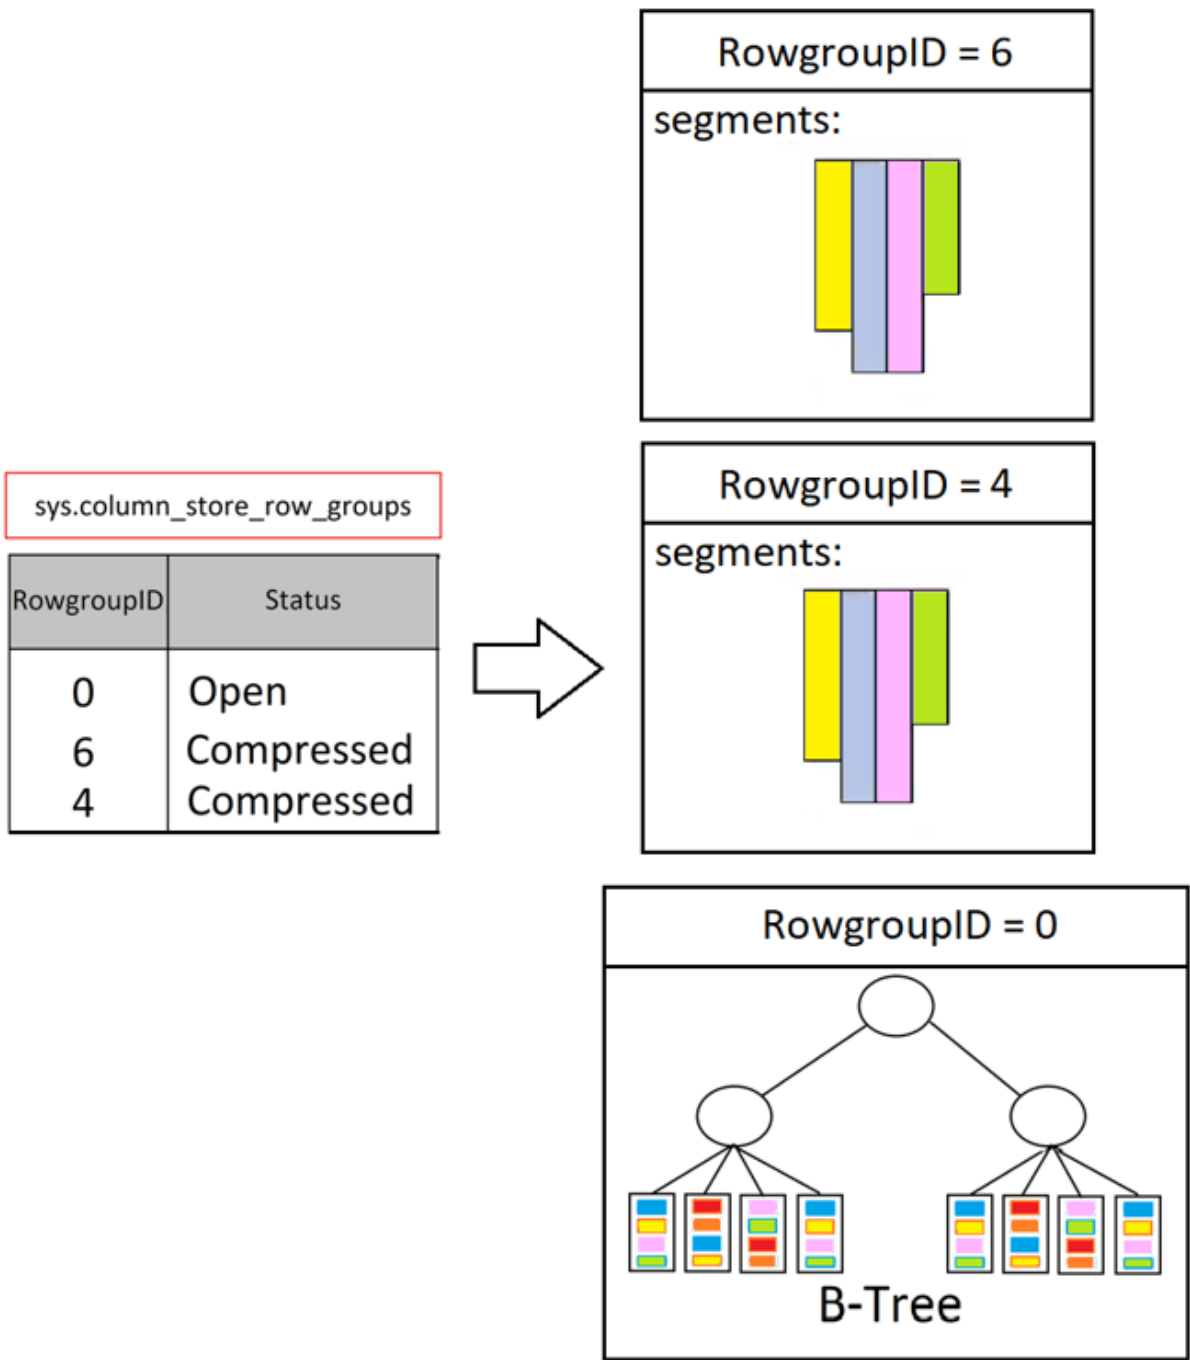 RowgroupID = 6
segments:
RowgroupID = 4
segments:
sys.column_store_row_groups
RowgroupID Status
0 Open
6 Compressed
4 Compressed
RowgroupID = 0
B-Tree